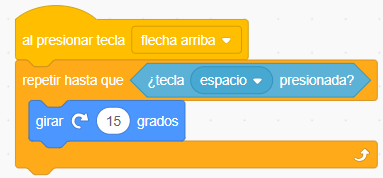 al presionar tecla flecha arriba
repetir hasta que ¿tecla espacio presionada?
girar 15 grados